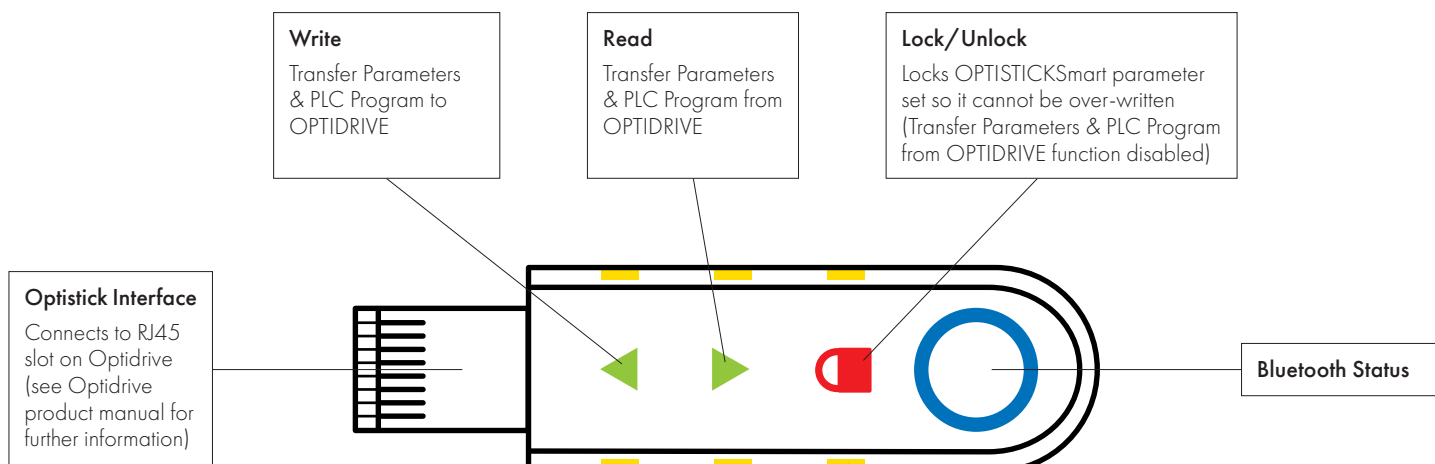 Write
Transfer Parameters
& PLC Program to
OPTIDRIVE
Read
Transfer Parameters
& PLC Program from
OPTIDRIVE
Lock/Unlock
Locks OPTISTICKSmart parameter
set so it cannot be over-written
(Transfer Parameters & PLC Program
from OPTIDRIVE function disabled)
Optistick Interface
Connects to RJ45
slot on Optidrive
(see Optidrive
product manual for
further information)
Bluetooth Status